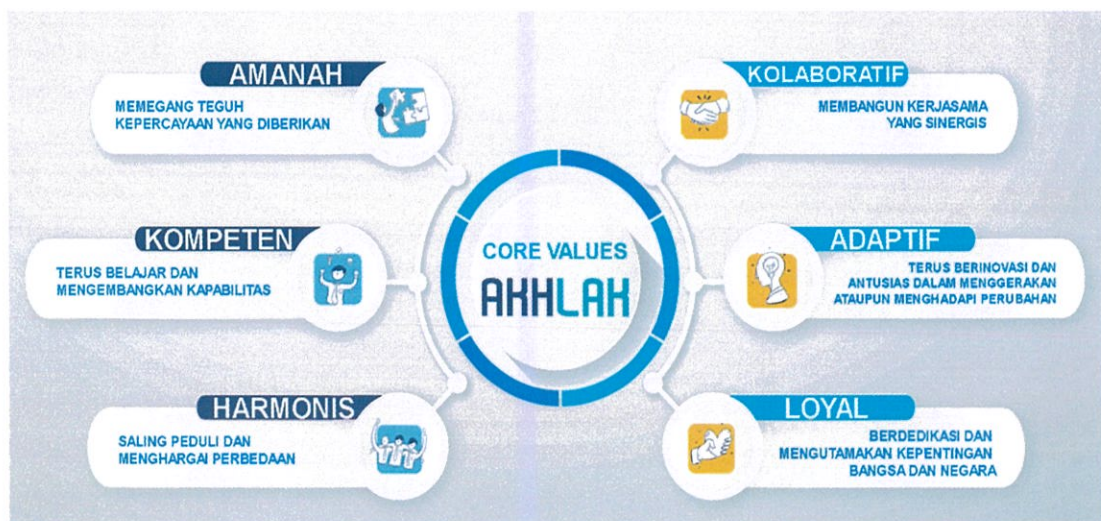 AMANAH
MEMEGANG TEGUH
KEPERCAYAAN YANG DIBERIKAN
KOMPETEN
TERUS BELAJAR DAN
MENGEMBANGKAN KAPABILITAS
HARMONIS
SALING PEDULI DAN
MENGHARGAI PERBEDAAN
CORE VALUES
AKHLAK
KOLABORATIF
MEMBANGUN KERJASAMA
YANG SINERGIS
ADAPTIF
TERUS BERINOVASI DAN
ANTUSIAS DALAM MENGGERAKAN
ATAUPUN MENGHADAPI PERUBAHAN
LOYAL
BERDEDIKASI DAN
MENGUTAMAKAN KEPENTINGAN
BANGSA DAN NEGARA